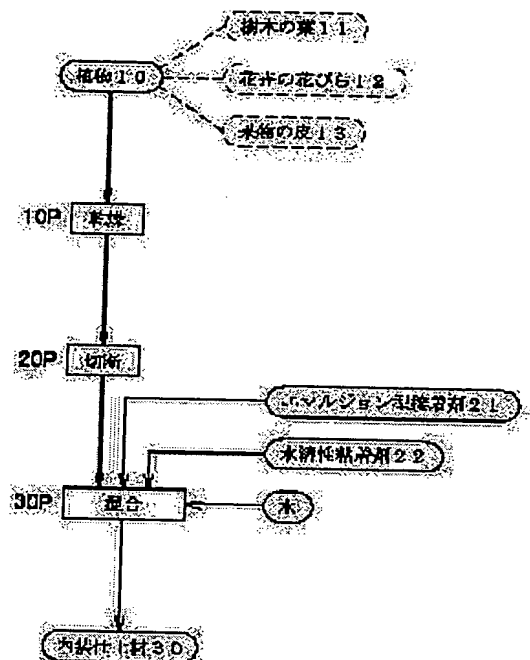 樹木の葉11
植物10
花卉の花びら12
果物の皮13
10P
乾燥
20P
切断
エマルジョン型接着剤21
水溶性粘着剤22
30P
混合
水
内装仕上材30